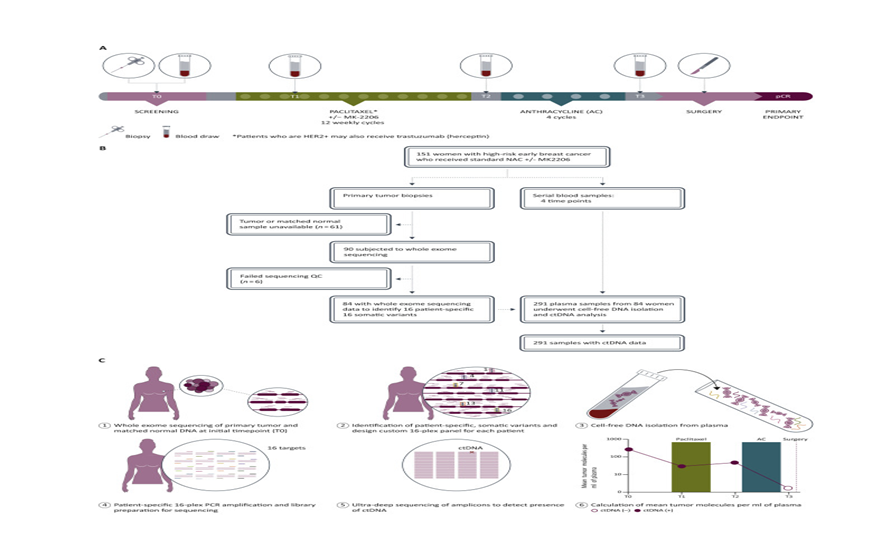 A
T0
T1
T2
T3
pCR
SCREENING
PACLITAXEL*
+/- MK-2206
12 weekly cycles
ANTHRACYCLINE (AC)
4 cycles
SURGERY
PRIMARY
ENDPOINT
Biopsy
Blood draw
*Patients who are HER2+ may also receive trastuzumab (herceptin)
B
151 women with high-risk early breast cancer
who received standard NAC +/- MK2206
Primary tumor biopsies
Serial blood samples:
4 time points
Tumor or matched normal
sample unavailable (n = 61)
90 subjected to whole exome
sequencing
Failed sequencing QC
(n = 6)
84 with whole exome sequencing
data to identify 16 patient-specific
16 somatic variants
291 plasma samples from 84 women
underwent cell-free DNA isolation
and ctDNA analysis
291 samples with ctDNA data
C
1 Whole exome sequencing of primary tumor and
matched normal DNA at initial timepoint (T0)
2 Identification of patient-specific, somatic variants and
design custom 16-plex panel for each patient
3 Cell-free DNA isolation from plasma
16 targets
4 Patient-specific 16-plex PCR amplification and library
preparation for sequencing
ctDNA
5 Ultra-deep sequencing of amplicons to detect presence
of ctDNA
Paclitaxel
AC
Surgery
Mean tumor molecules per
ml of plasma
1000
100
50
0
T0
T1
T2
T3
6 Calculation of mean tumor molecules per ml of plasma
ctDNA (−)
ctDNA (+)